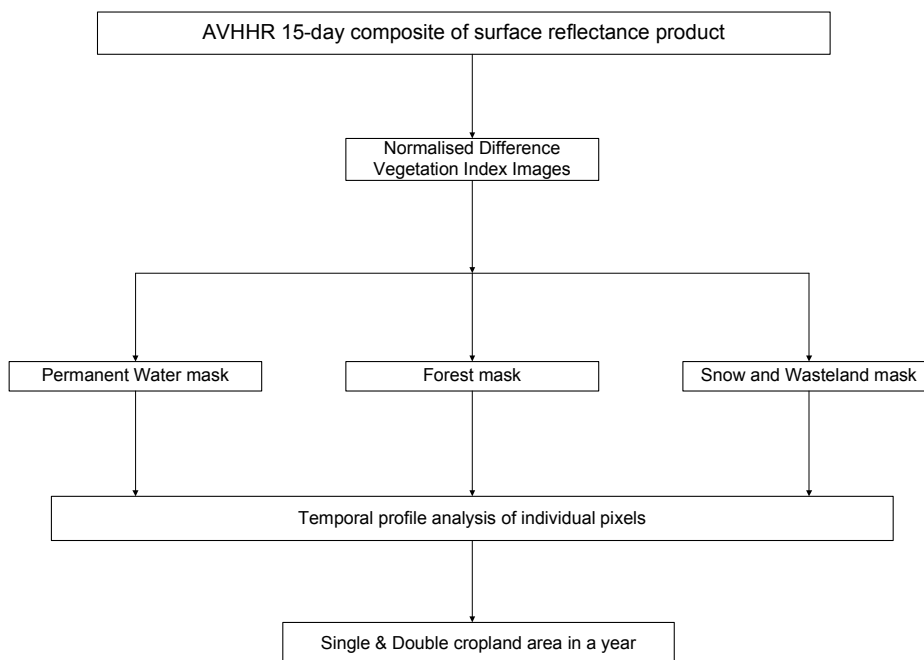 AVHHR 15-day composite of surface reflectance product
Normalised Difference
Vegetation Index Images
Permanent Water mask
Forest mask
Snow and Wasteland mask
Temporal profile analysis of individual pixels
Single & Double cropland area in a year